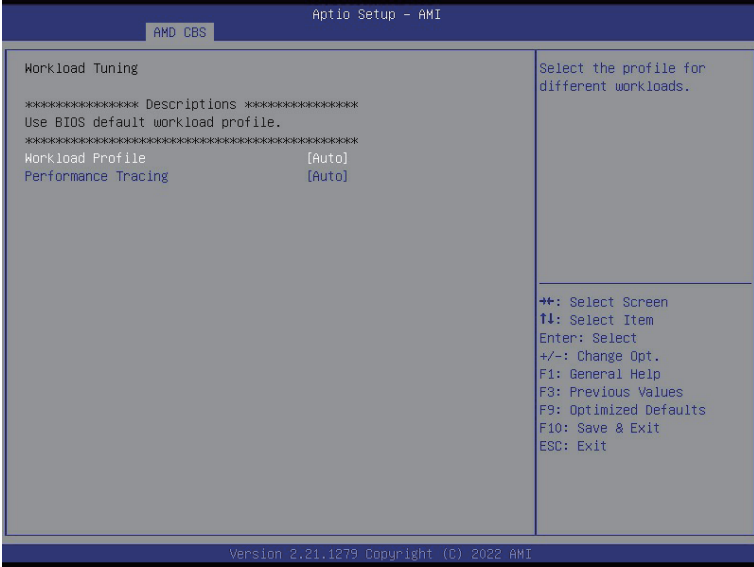 Aptio Setup – AMI
AMD CBS
Workload Tuning
**************** Descriptions ****************
Use BIOS default workload profile.
***********************************************
Workload Profile [Auto]
Performance Tracing [Auto]
Select the profile for
different workloads.
→←: Select Screen
↑↓: Select Item
Enter: Select
+/-: Change Opt.
F1: General Help
F3: Previous Values
F9: Optimized Defaults
F10: Save & Exit
ESC: Exit
Version 2.21.1279 Copyright (C) 2022 AMI